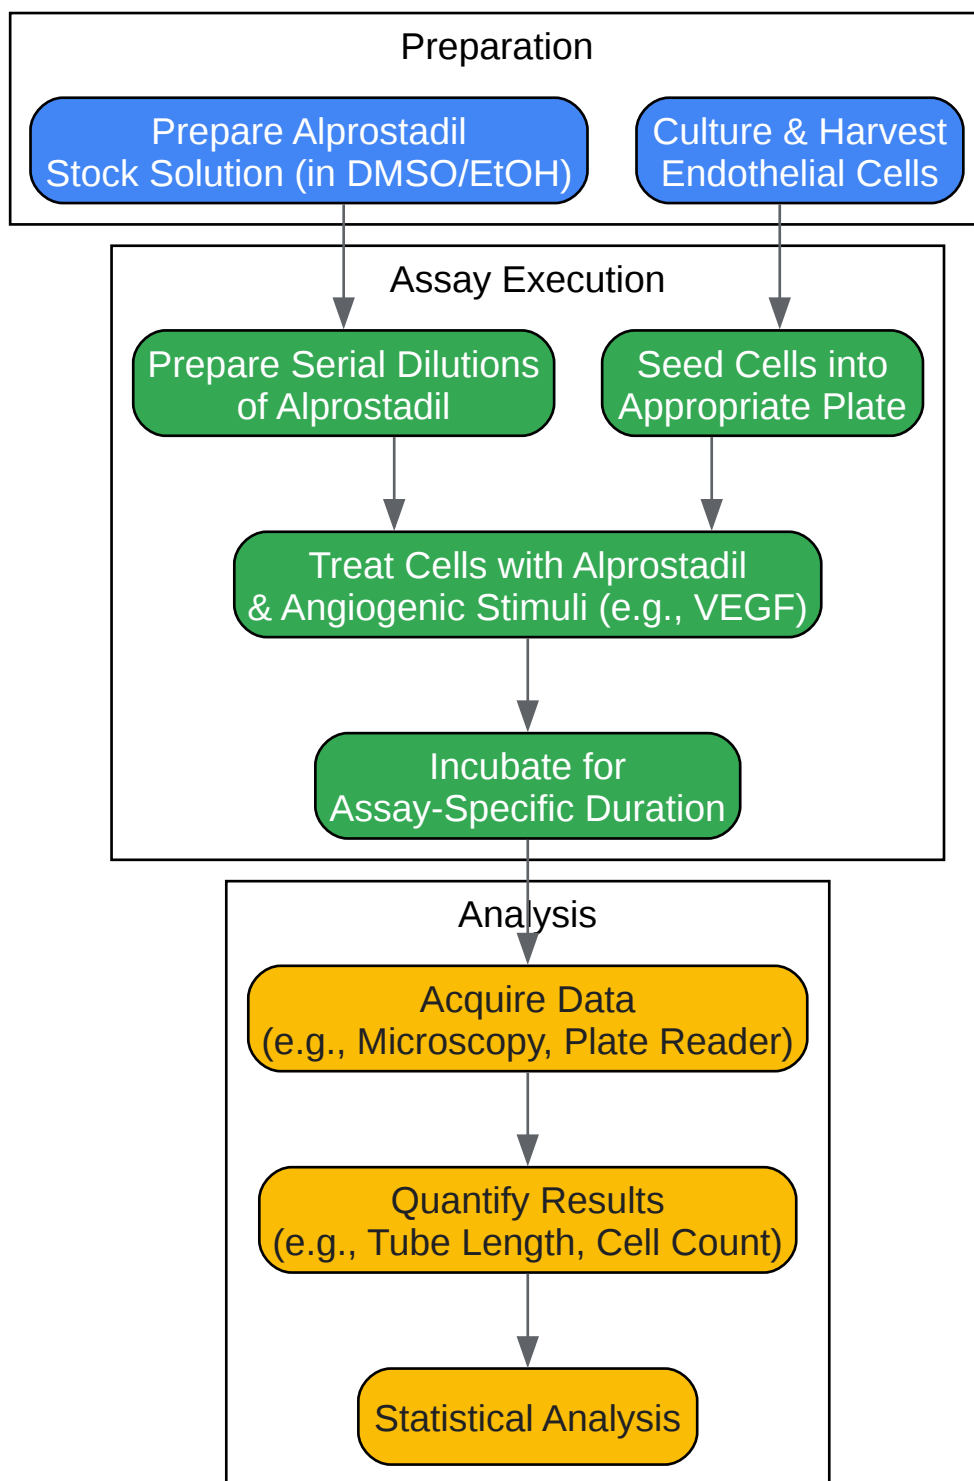 Preparation
Prepare Alprostadil
Stock Solution (in DMSO/EtOH)
Culture & Harvest
Endothelial Cells
Assay Execution
Prepare Serial Dilutions
of Alprostadil
Seed Cells into
Appropriate Plate
Treat Cells with Alprostadil
& Angiogenic Stimuli (e.g., VEGF)
Incubate for
Assay-Specific Duration
Analysis
Acquire Data
(e.g., Microscopy, Plate Reader)
Quantify Results
(e.g., Tube Length, Cell Count)
Statistical Analysis